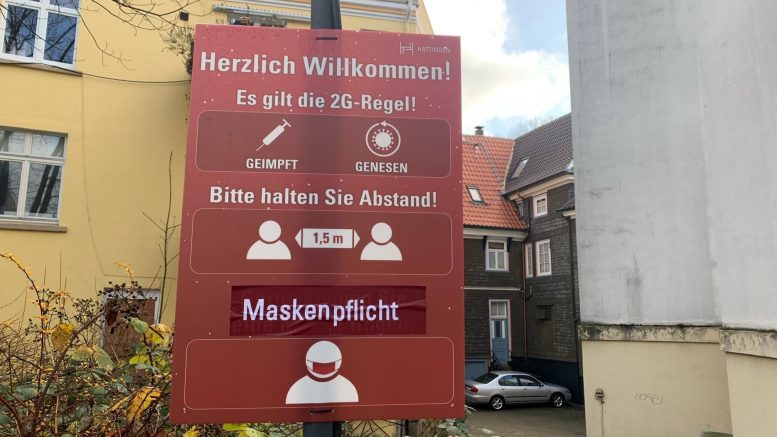 HATTINGEN
Herzlich Willkommen!
Es gilt die 2G-Regel!
GEIMPFT GENESEN
Bitte halten Sie Abstand!
1,5 m
Maskenpflicht